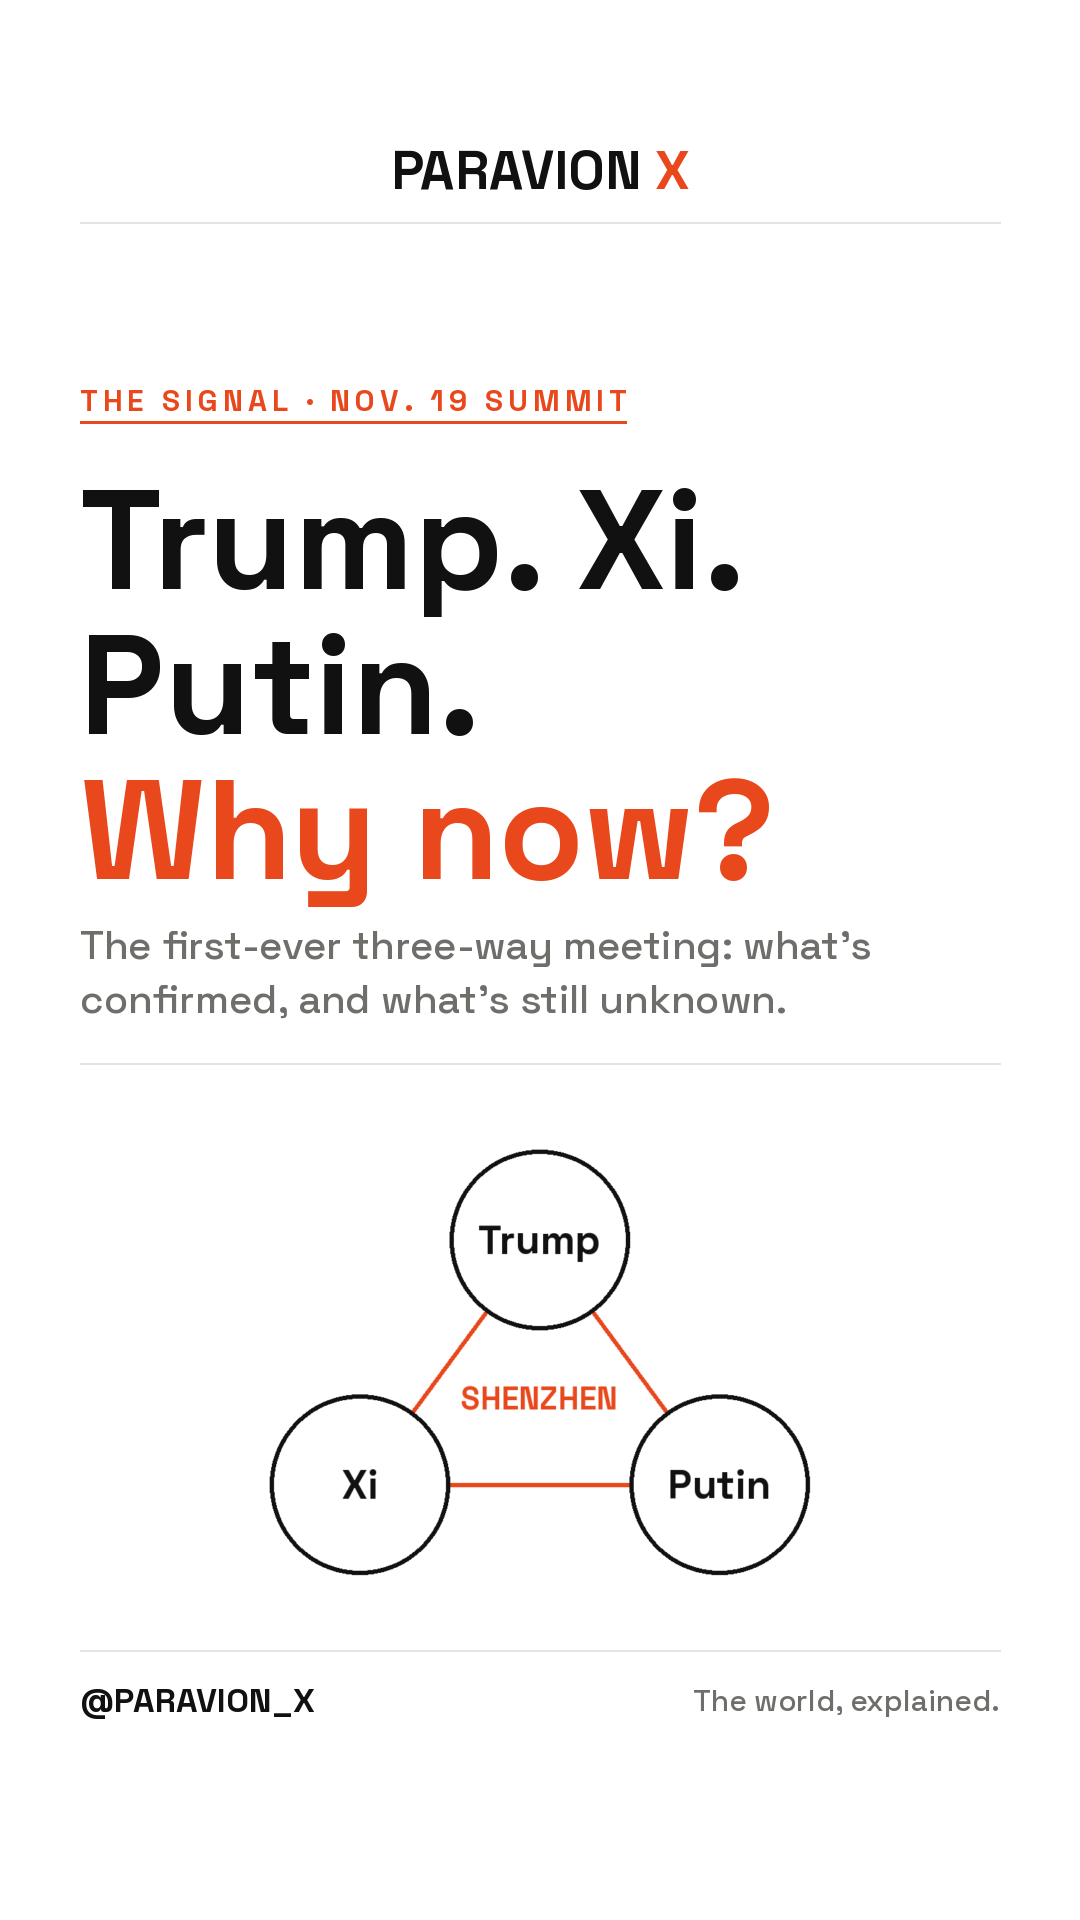 PARAVION X
THE SIGNAL · NOV. 19 SUMMIT
Trump. Xi.
Putin.
Why now?
The first-ever three-way meeting: what’s
confirmed, and what’s still unknown.
Trump
SHENZHEN
Xi
Putin
@PARAVION_X
The world, explained.